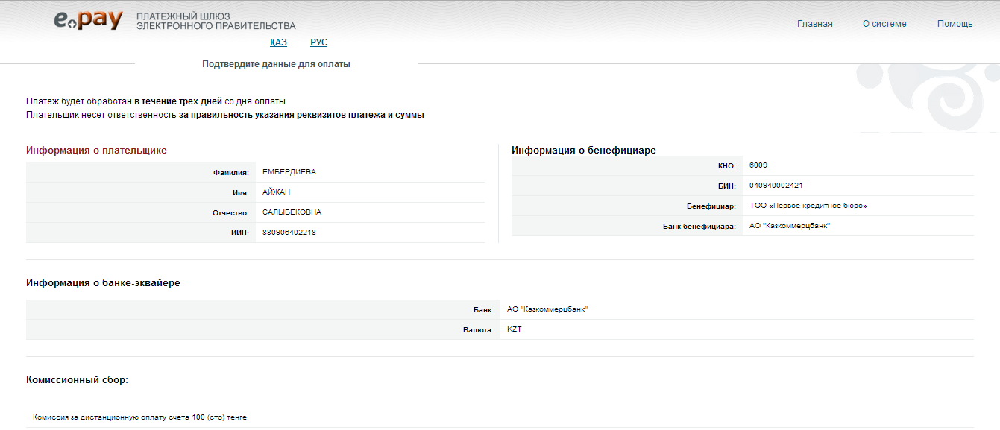 e.pay ПЛАТЕЖНЫЙ ШЛЮЗ
ЭЛЕКТРОННОГО ПРАВИТЕЛЬСТВА
Главная О системе Помощь
ҚАЗ РУС
Подтвердите данные для оплаты
Платеж будет обработан в течение трех дней со дня оплаты
Плательщик несет ответственность за правильность указания реквизитов платежа и суммы
Информация о плательщике
Фамилия: ЕМБЕРДИЕВА
Имя: АЙЖАН
Отчество: САЛЫБЕКОВНА
ИИН: 880906402218
Информация о бенефициаре
КНО: 6009
БИН: 040940002421
Бенефициар: ТОО «Первое кредитное бюро»
Банк бенефициара: АО "Казкоммерцбанк"
Информация о банке-эквайере
Банк: АО "Казкоммерцбанк"
Валюта: KZT
Комиссионный сбор:
Комиссия за дистанционную оплату счета 100 (сто) тенге